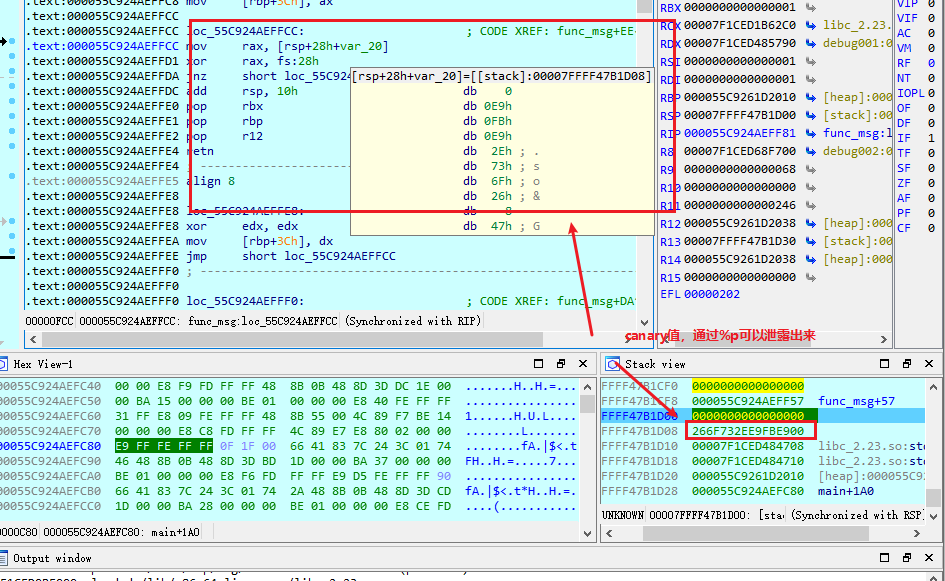 .text:000055C924AEFFC8 mov     [rbp+3Ch], ax
.text:000055C924AEFFCC
.text:000055C924AEFFCC loc_55C924AEFFCC:                       ; CODE XREF: func_msg+EE
.text:000055C924AEFFCC mov     rax, [rsp+28h+var_20]
.text:000055C924AEFFD1 xor     rax, fs:28h
.text:000055C924AEFFDA jnz     short loc_55C924
.text:000055C924AEFFDC add     rsp, 10h
.text:000055C924AEFFE0 pop     rbx
.text:000055C924AEFFE1 pop     rbp
.text:000055C924AEFFE2 pop     r12
.text:000055C924AEFFE4 retn
.text:000055C924AEFFE4 ; ---------------------
.text:000055C924AEFFE5 align 8
.text:000055C924AEFFE8
.text:000055C924AEFFE8 loc_55C924AEFFE8:
.text:000055C924AEFFE8 xor     edx, edx
.text:000055C924AEFFEA mov     [rbp+3Ch], dx
.text:000055C924AEFFEE jmp     short loc_55C924AEFFCC
.text:000055C924AEFFF0 ; ---------------------
.text:000055C924AEFFF0
.text:000055C924AEFFF0 loc_55C924AEFFF0:                       ; CODE XREF: func_msg+DA
00000FCC 000055C924AEFFCC: func_msg:loc_55C924AEFFCC (Synchronized with RIP)
[rsp+28h+var_20]=[[stack]:00007FFFF47B1D08]
db    0
db 0E9h
db 0FBh
db 0E9h
db  2Eh ; .
db  73h ; s
db  6Fh ; o
db  26h ; &
db    8
db  47h ; G
RBX 0000000000000001
RCX 00007F1CED1B62C0 libc_2.23.
RDX 00007F1CED485790 debug001:0
RSI 0000000000000001
RDI 0000000000000001
RBP 000055C9261D2010 [heap]:000
RSP 00007FFFF47B1D00 [stack]:00
RIP 000055C924AEFF81 func_msg:l
R8 00007F1CED68F700 debug002:0
R9 0000000000000068
R10 0000000000000000
R11 0000000000000246
R12 000055C9261D2038 [heap]:000
R13 00007FFFF47B1D30 [stack]:00
R14 000055C9261D2038 [heap]:000
R15 0000000000000000
EFL 00000202
VIP 0
VIF 0
AC 0
VM 0
RF 0
NT 0
IOPL 0
OF 0
DF 0
IF 1
TF 0
SF 0
ZF 0
AF 0
PF 0
CF 0
canary值，通过%p可以泄露出来
Hex View-1
000055C924AEFC40 00 00 E8 F9 FD FF FF 48 8B 0B 48 8D 3D DC 1E 00 .......H..H.=...
000055C924AEFC50 00 BA 15 00 00 00 BE 01 00 00 00 E8 40 FE FF FF ............@...
000055C924AEFC60 31 FF E8 09 FE FF FF 48 8B 55 00 4C 89 F7 BE 14 1......H.U.L....
000055C924AEFC70 00 00 00 E8 C8 FD FF FF 4C 89 E7 E8 80 02 00 00 ........L.......
000055C924AEFC80 E9 FF FE FF FF 0F 1F 00 66 41 83 7C 24 3C 01 74 ........fA.|$<.t
000055C924AEFC90 46 48 8B 0B 48 8D 3D BD 1D 00 00 BA 37 00 00 00 FH..H.=.....7...
000055C924AEFCA0 BE 01 00 00 00 E8 F6 FD FF FF E9 D5 FE FF FF 90 ................
000055C924AEFCB0 66 41 83 7C 24 3C 01 74 2A 48 8B 0B 48 8D 3D CD fA.|$<.t*H..H.=.
000055C924AEFCC0 1D 00 00 BA 28 00 00 00 BE 01 00 00 00 E8 CE FD ....(...........
00000C80 000055C924AEFC80: main+1A0
Stack view
FFFF47B1CF0 0000000000000000
FFFF47B1CF8 000055C924AEFF57 func_msg+57
FFFF47B1D00 0000000000000000
FFFF47B1D08 266F732EE9FBE900
FFFF47B1D10 00007F1CED484708 libc_2.23.so:st
FFFF47B1D18 00007F1CED484710 libc_2.23.so:st
FFFF47B1D20 000055C9261D2010 [heap]:000055C9
FFFF47B1D28 000055C924AEFC80 main+1A0
UNKNOWN 00007FFFF47B1D00: [sta (Synchronized with RSP)
Output window